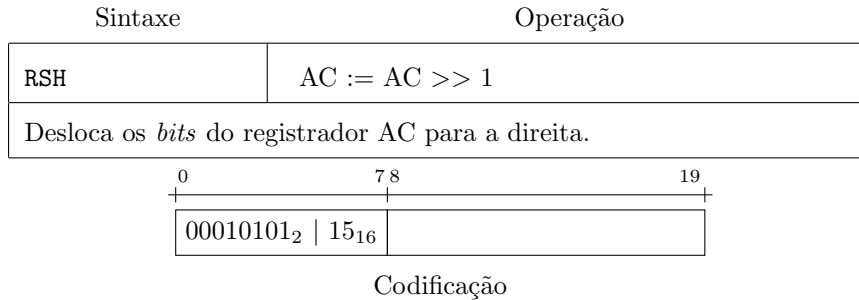 Sintaxe Operação
RSH AC := AC >> 1
Desloca os bits do registrador AC para a direita.
0 7 8 19
00010101₂ | 15₁₆
Codificação